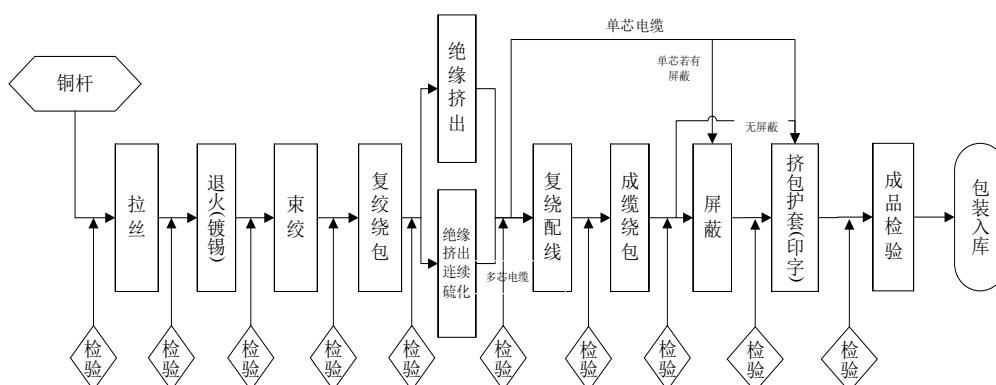 单芯电缆
铜杆
绝缘挤出
单芯若有
屏蔽
无屏蔽
拉丝
退火(镀锡)
束绞
复绞绕包
绝缘
挤出
连续
硫化
多芯电缆
复绕配线
成缆绕包
屏蔽
挤包护套(印字)
成品检验
包装入库
检验
检验
检验
检验
检验
检验
检验
检验
检验
检验